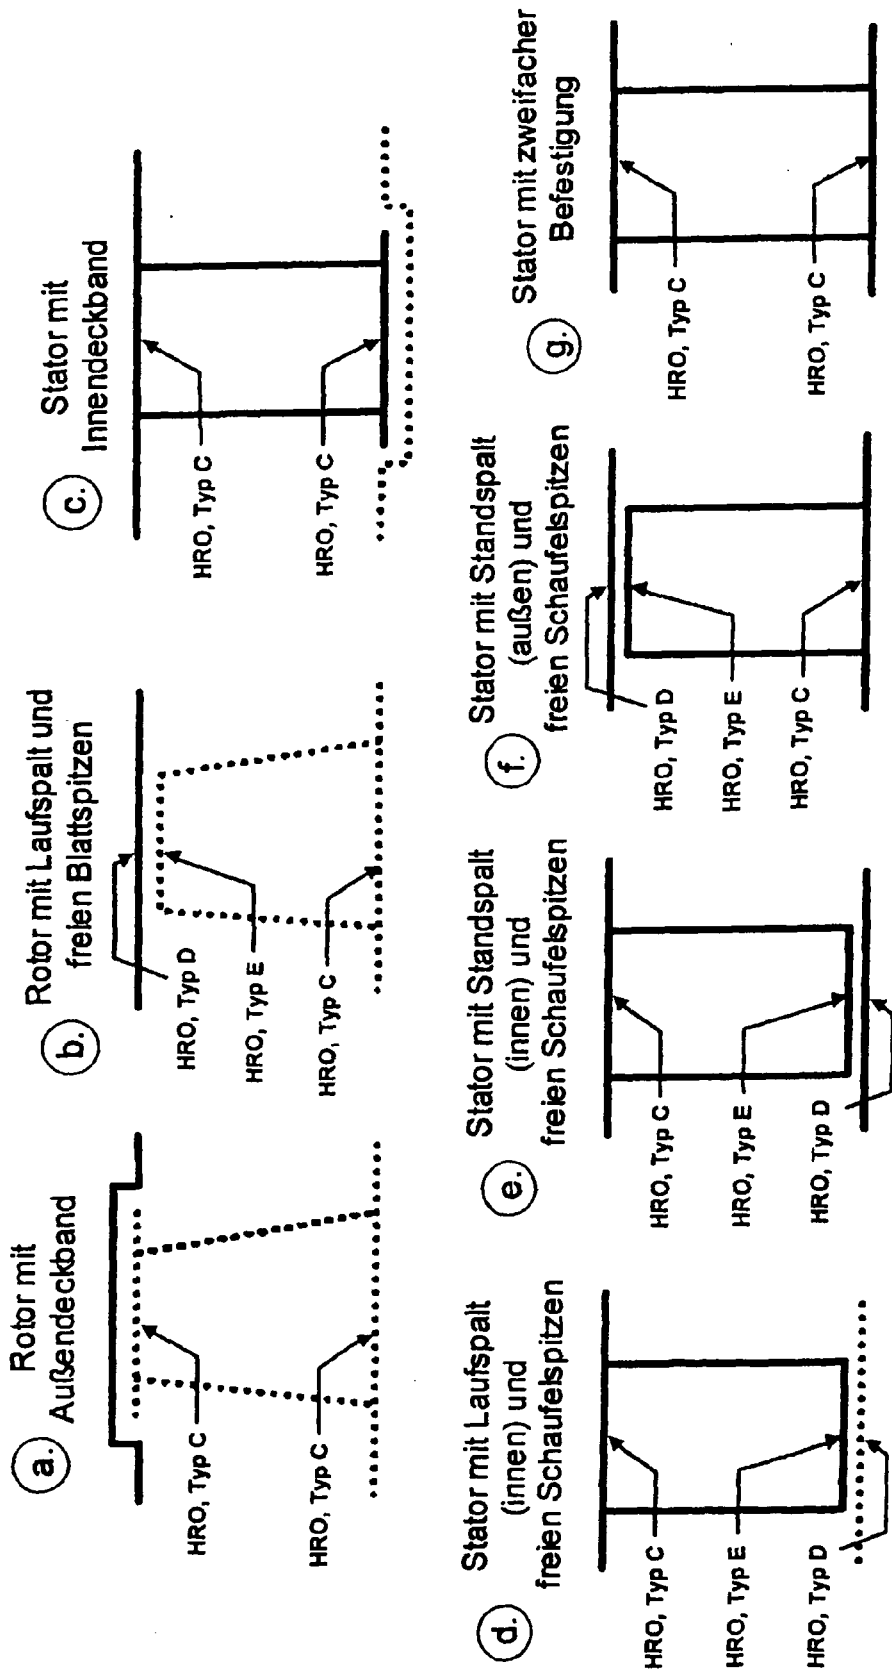 a.
Rotor mit
Außendeckband
HRO, Typ C
HRO, Typ C
b.
Rotor mit Laufspalt und
freien Blattspitzen
HRO, Typ D
HRO, Typ E
HRO, Typ C
c.
Stator mit
Innendeckband
HRO, Typ C
HRO, Typ C
d.
Stator mit Laufspalt
(innen) und
freien Schaufelspitzen
HRO, Typ C
HRO, Typ E
HRO, Typ D
e.
Stator mit Standspalt
(innen) und
freien Schaufelspitzen
HRO, Typ C
HRO, Typ E
HRO, Typ D
f.
Stator mit Standspalt
(außen) und
freien Schaufelspitzen
HRO, Typ D
HRO, Typ E
HRO, Typ C
g.
Stator mit zweifacher
Befestigung
HRO, Typ C
HRO, Typ C